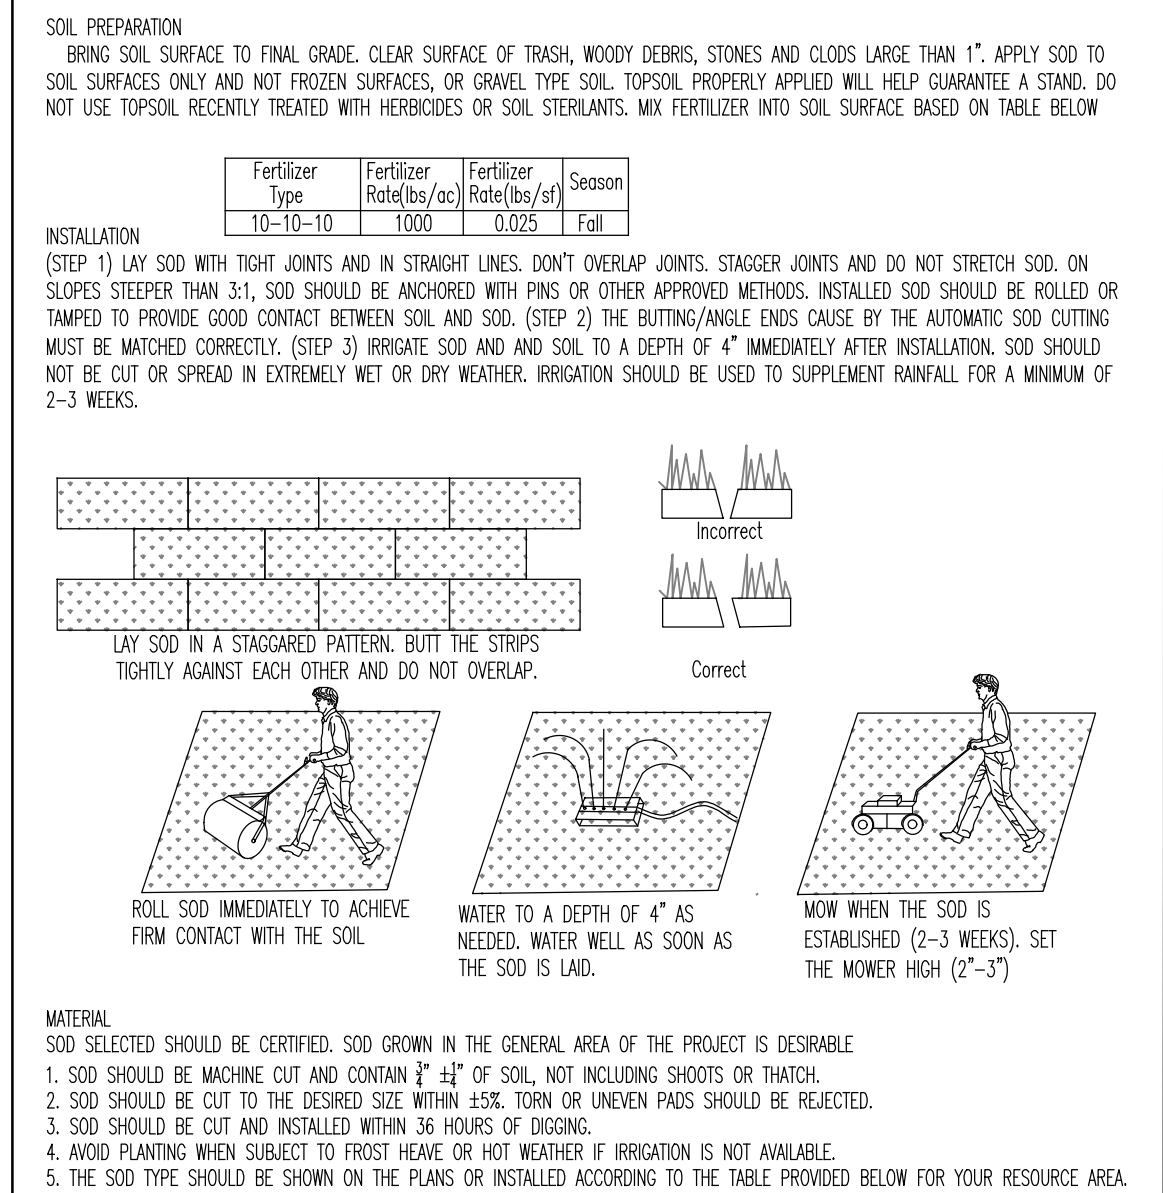 SOIL PREPARATION
BRING SOIL SURFACE TO FINAL GRADE. CLEAR SURFACE OF TRASH, WOODY DEBRIS, STONES AND CLODS LARGE THAN 1". APPLY SOD TO
SOIL SURFACES ONLY AND NOT FROZEN SURFACES, OR GRAVEL TYPE SOIL. TOPSOIL PROPERLY APPLIED WILL HELP GUARANTEE A STAND. DO
NOT USE TOPSOIL RECENTLY TREATED WITH HERBICIDES OR SOIL STERILANTS. MIX FERTILIZER INTO SOIL SURFACE BASED ON TABLE BELOW
Fertilizer Type | Fertilizer Rate(lbs/ac) | Fertilizer Rate(lbs/sf) | Season
10-10-10 | 1000 | 0.025 | Fall
INSTALLATION
(STEP 1) LAY SOD WITH TIGHT JOINTS AND IN STRAIGHT LINES. DON'T OVERLAP JOINTS. STAGGER JOINTS AND DO NOT STRETCH SOD. ON
SLOPES STEEPER THAN 3:1, SOD SHOULD BE ANCHORED WITH PINS OR OTHER APPROVED METHODS. INSTALLED SOD SHOULD BE ROLLED OR
TAMPED TO PROVIDE GOOD CONTACT BETWEEN SOIL AND SOD. (STEP 2) THE BUTTING/ANGLE ENDS CAUSE BY THE AUTOMATIC SOD CUTTING
MUST BE MATCHED CORRECTLY. (STEP 3) IRRIGATE SOD AND AND SOIL TO A DEPTH OF 4" IMMEDIATELY AFTER INSTALLATION. SOD SHOULD
NOT BE CUT OR SPREAD IN EXTREMELY WET OR DRY WEATHER. IRRIGATION SHOULD BE USED TO SUPPLEMENT RAINFALL FOR A MINIMUM OF
2-3 WEEKS.
Incorrect
LAY SOD IN A STAGGARED PATTERN. BUTT THE STRIPS
TIGHTLY AGAINST EACH OTHER AND DO NOT OVERLAP.
Correct
ROLL SOD IMMEDIATELY TO ACHIEVE
FIRM CONTACT WITH THE SOIL
WATER TO A DEPTH OF 4" AS
NEEDED. WATER WELL AS SOON AS
THE SOD IS LAID.
MOW WHEN THE SOD IS
ESTABLISHED (2-3 WEEKS). SET
THE MOWER HIGH (2"-3")
MATERIAL
SOD SELECTED SHOULD BE CERTIFIED. SOD GROWN IN THE GENERAL AREA OF THE PROJECT IS DESIRABLE
1. SOD SHOULD BE MACHINE CUT AND CONTAIN 3/4" ±1/4" OF SOIL, NOT INCLUDING SHOOTS OR THATCH.
2. SOD SHOULD BE CUT TO THE DESIRED SIZE WITHIN ±5%. TORN OR UNEVEN PADS SHOULD BE REJECTED.
3. SOD SHOULD BE CUT AND INSTALLED WITHIN 36 HOURS OF DIGGING.
4. AVOID PLANTING WHEN SUBJECT TO FROST HEAVE OR HOT WEATHER IF IRRIGATION IS NOT AVAILABLE.
5. THE SOD TYPE SHOULD BE SHOWN ON THE PLANS OR INSTALLED ACCORDING TO THE TABLE PROVIDED BELOW FOR YOUR RESOURCE AREA.